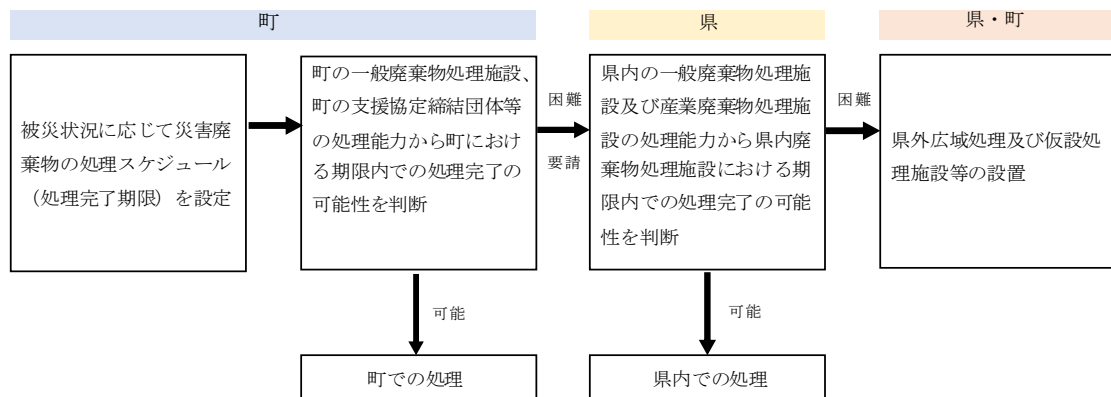 町
県
県・町
被災状況に応じて災害廃
棄物の処理スケジュール
（処理完了期限）を設定
町の一般廃棄物処理施設、
町の支援協定締結団体等
の処理能力から町におけ
る期限内での処理完了の
可能性を判断
困難
要請
県内の一般廃棄物処理施
設及び産業廃棄物処理施
設の処理能力から県内廃
棄物処理施設における期
限内での処理完了の可能
性を判断
困難
県外広域処理及び仮設処
理施設等の設置
可能
可能
町での処理
県内での処理